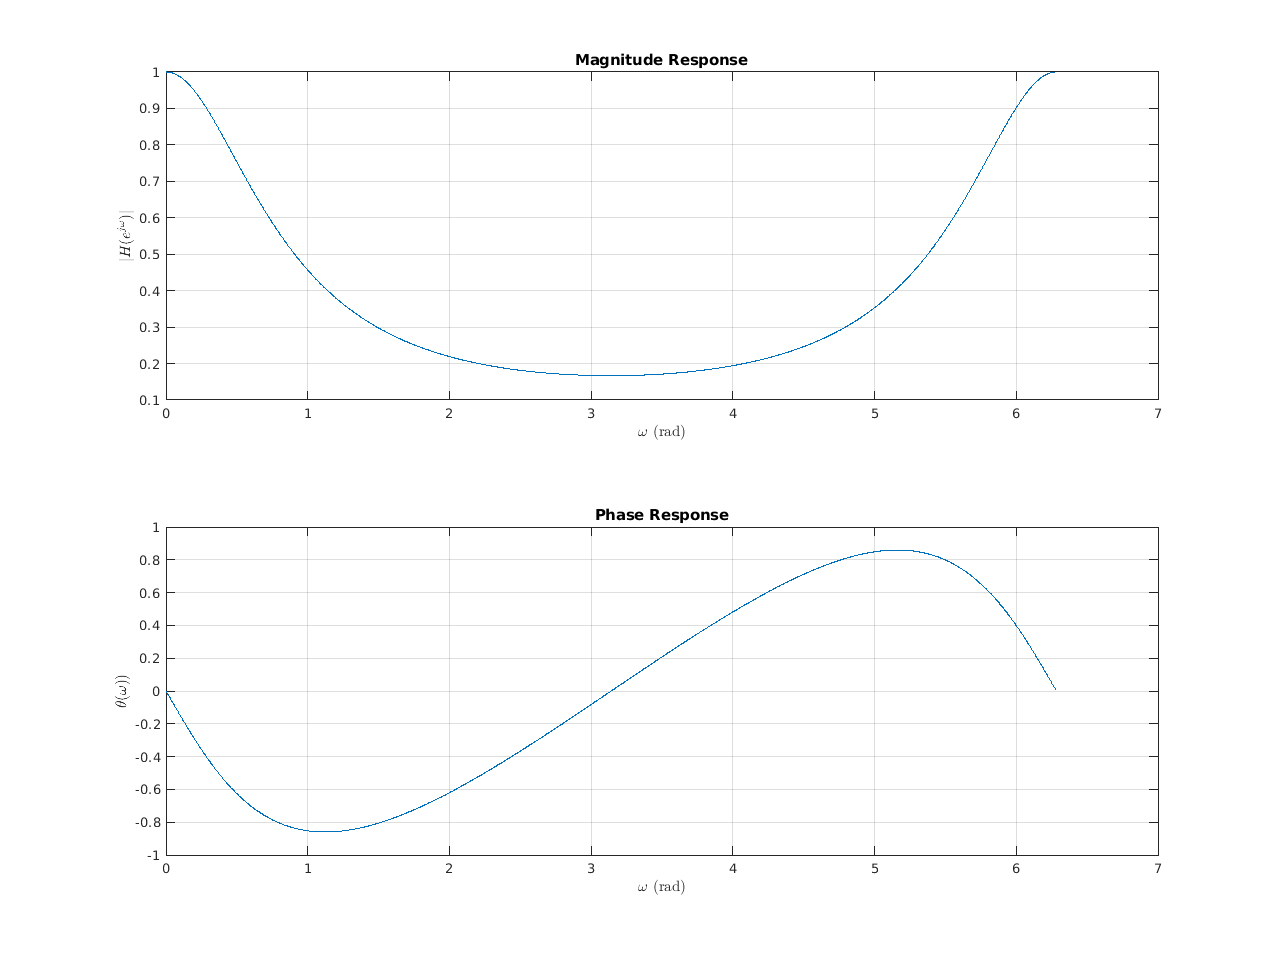 Magnitude Response
1
0.9
0.8
0.7
0.6
0.5
0.4
0.3
0.2
0.1
|H(e^{jω})|
0 1 2 3 4 5 6 7
ω (rad)
Phase Response
1
0.8
0.6
0.4
0.2
0
-0.2
-0.4
-0.6
-0.8
-1
θ(ω))
0 1 2 3 4 5 6 7
ω (rad)